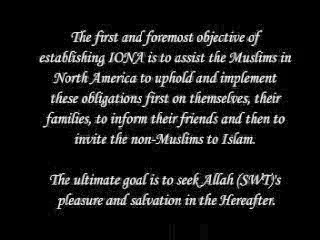 The first and foremost objective of
establishing IONA is to assist the Muslims in
North America to uphold and implement
these obligations first on themselves, their
families, to inform their friends and then to
invite the non-Muslims to Islam.
The ultimate goal is to seek Allah (SWT)'s
pleasure and salvation in the Hereafter.